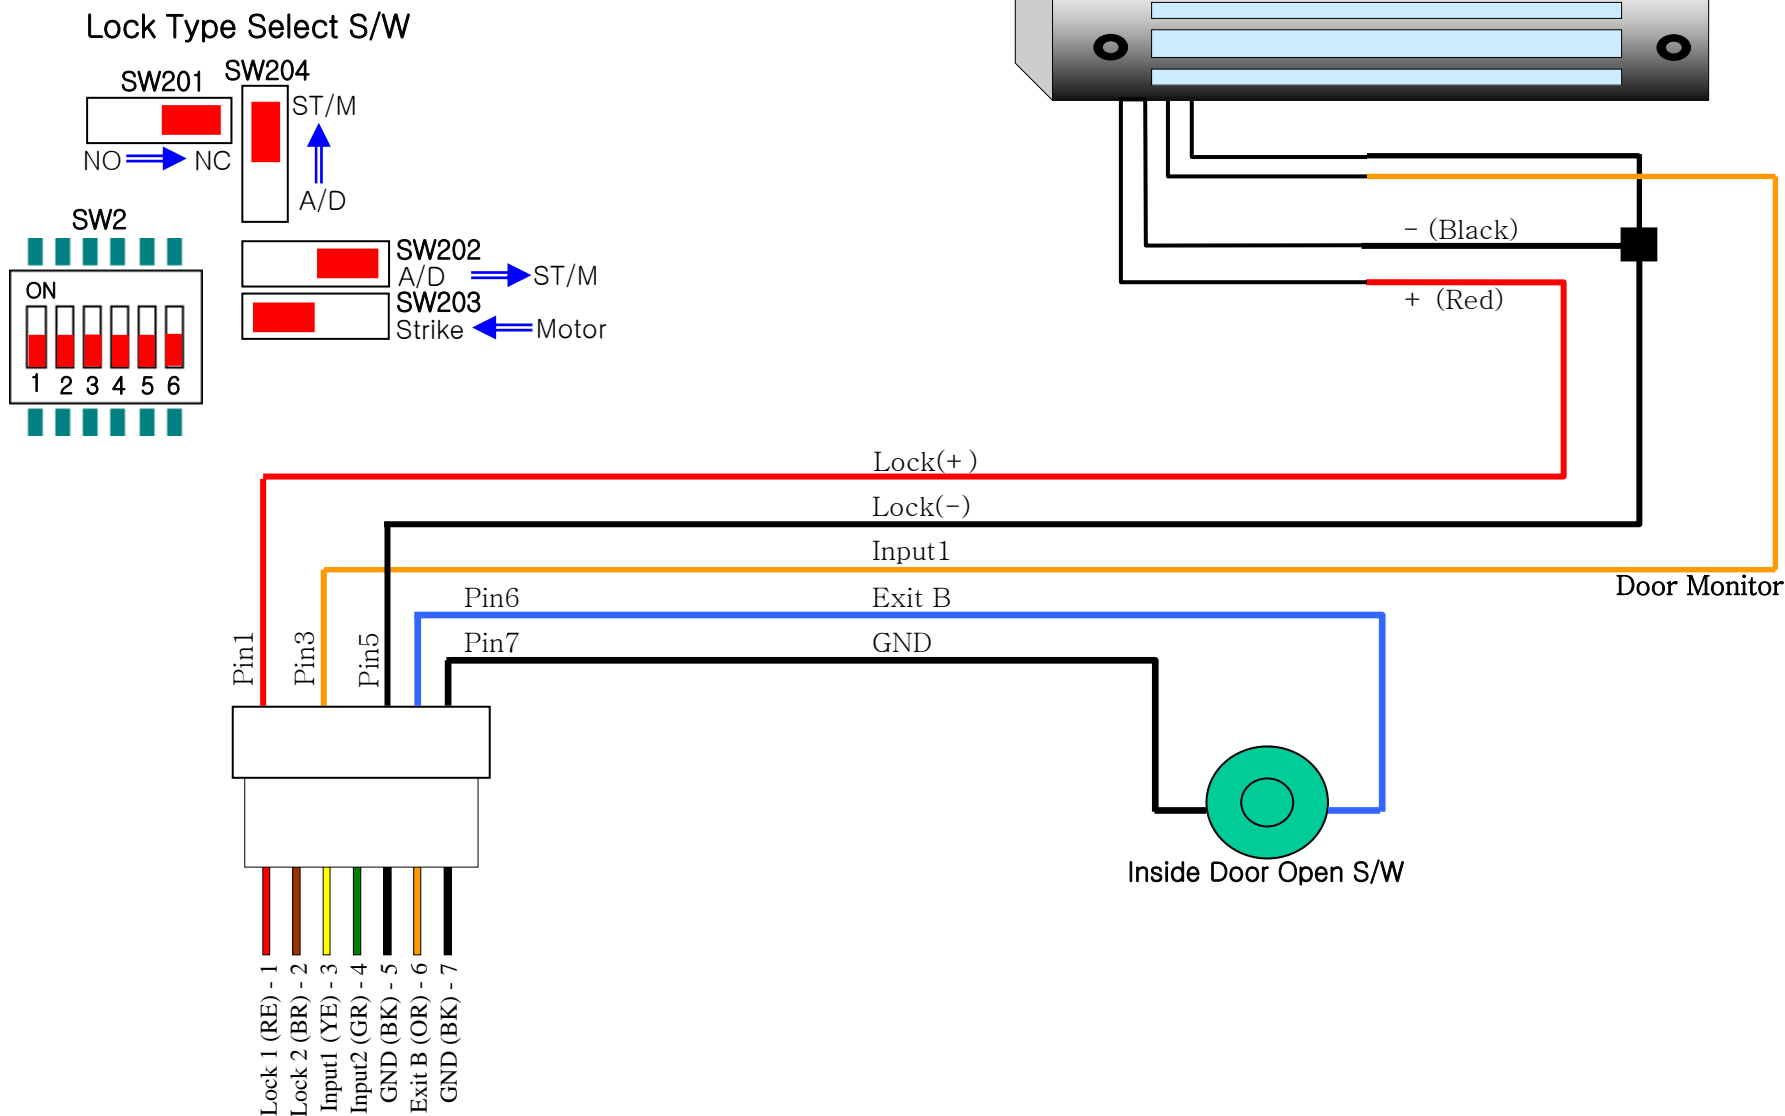 Lock Type Select S/W
SW201
SW204
ST/M
NO NC
A/D
SW2
SW202
A/D ST/M
SW203
Strike Motor
ON
1 2 3 4 5 6
- (Black)
+ (Red)
Lock(+)
Lock(-)
Input1
Door Monitor
Pin6 Exit B
Pin7 GND
Pin1
Pin3
Pin5
Inside Door Open S/W
Lock 1 (RE) - 1
Lock 2 (BR) - 2
Input1 (YE) - 3
Input2 (GR) - 4
GND (BK) - 5
Exit B (OR) - 6
GND (BK) - 7